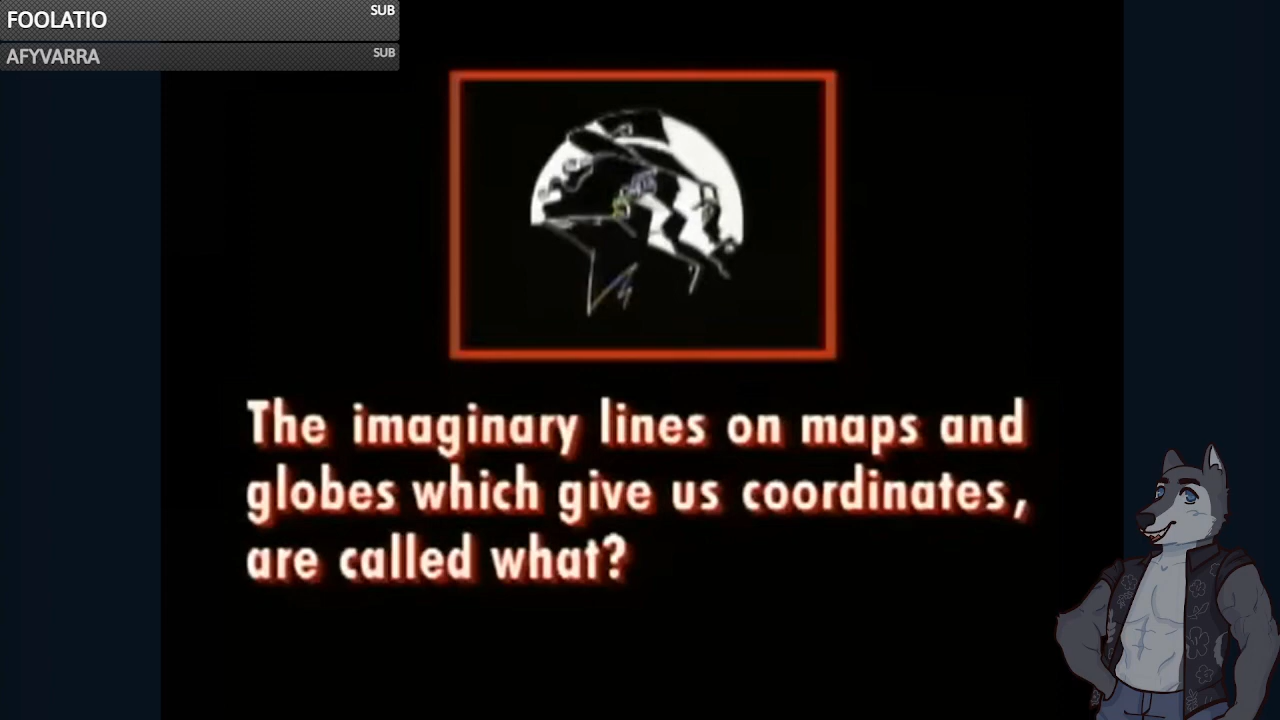 FOOLATIO SUB
AFYVARRA SUB
The imaginary lines on maps and
globes which give us coordinates,
are called what?